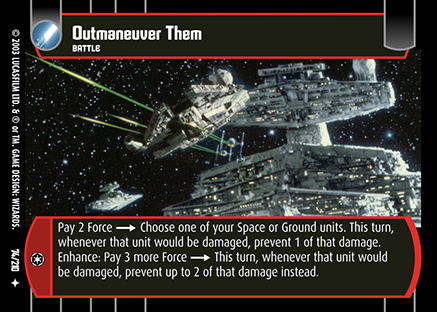 Outmaneuver Them
BATTLE
Pay 2 Force → Choose one of your Space or Ground units. This turn,
whenever that unit would be damaged, prevent 1 of that damage.
Enhance: Pay 3 more Force → This turn, whenever that unit would
be damaged, prevent up to 2 of that damage instead.
© 2003 LUCASFILM LTD. & ® or TM. GAME DESIGN: WIZARDS.
74/210